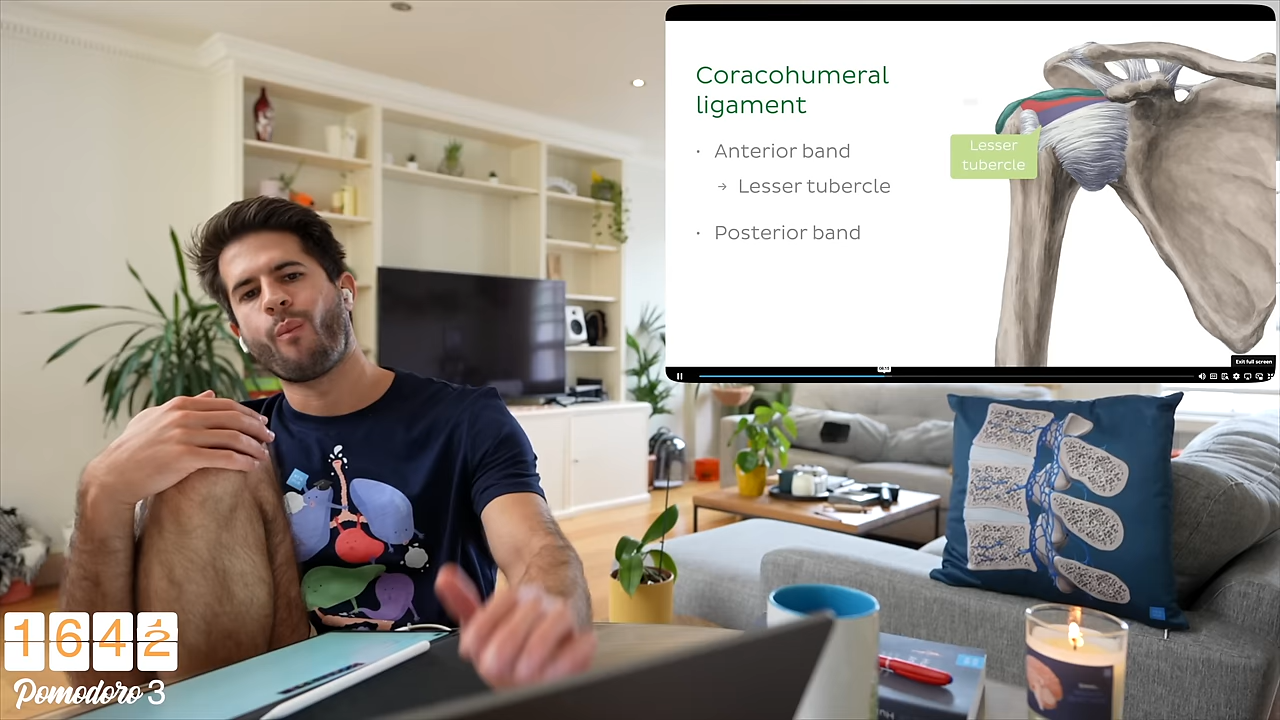 Coracohumeral
ligament
· Anterior band
→ Lesser tubercle
· Posterior band
Lesser
tubercle
Exit full screen
1642
Pomodoro 3